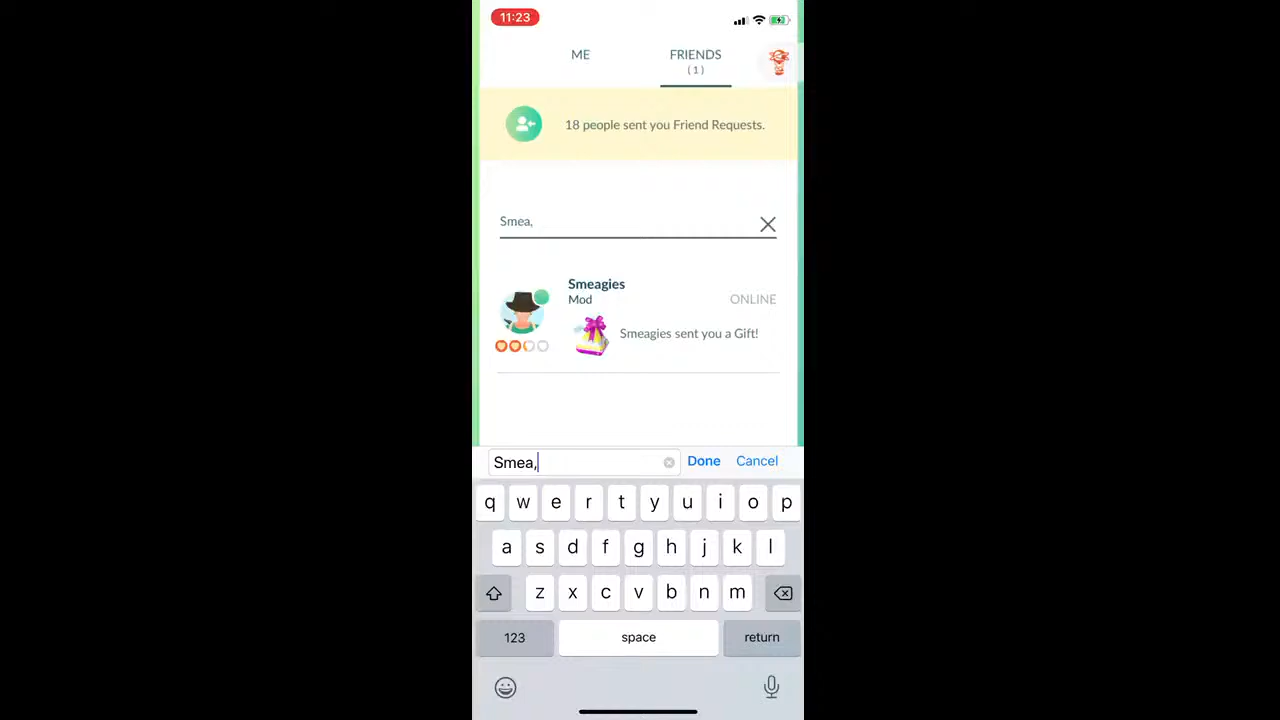 11:23
ME
FRIENDS
(1)
18 people sent you Friend Requests.
Smea,
Smeagies
Mod
ONLINE
Smeagies sent you a Gift!
Smea,
Done
Cancel
q w e r t y u i o p
a s d f g h j k l
z x c v b n m
123
space
return